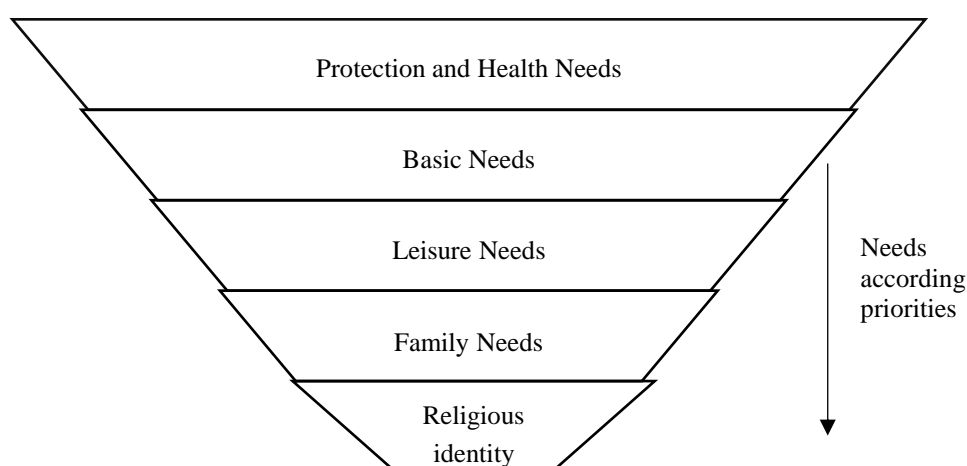 Protection and Health Needs
Basic Needs
Leisure Needs
Needs
according
priorities
Family Needs
Religious
identity